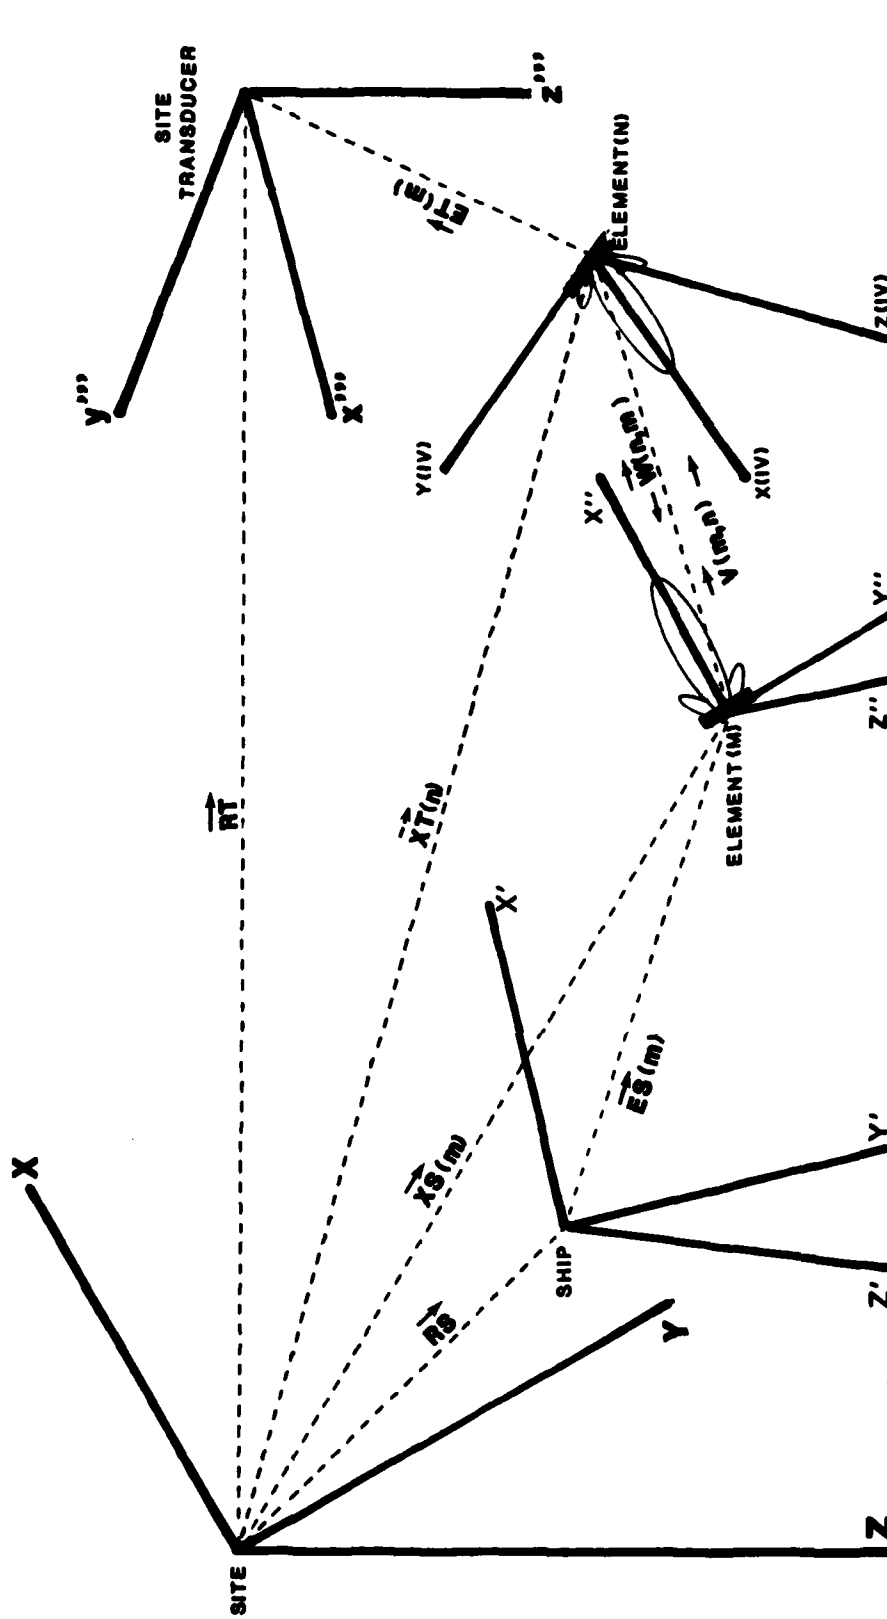 SITE
TRANSDUCER
Y'''
X'''
Z'''
RT
ET(n)
ELEMENT(N)
Y(IV)
X(IV)
Z(IV)
XT(n)
W(n,m)
V(m,n)
X''
Y''
Z''
ELEMENT(M)
X
XS(m)
ES(m)
X'
Y'
Z'
SHIP
RS
Y
Z
SITE